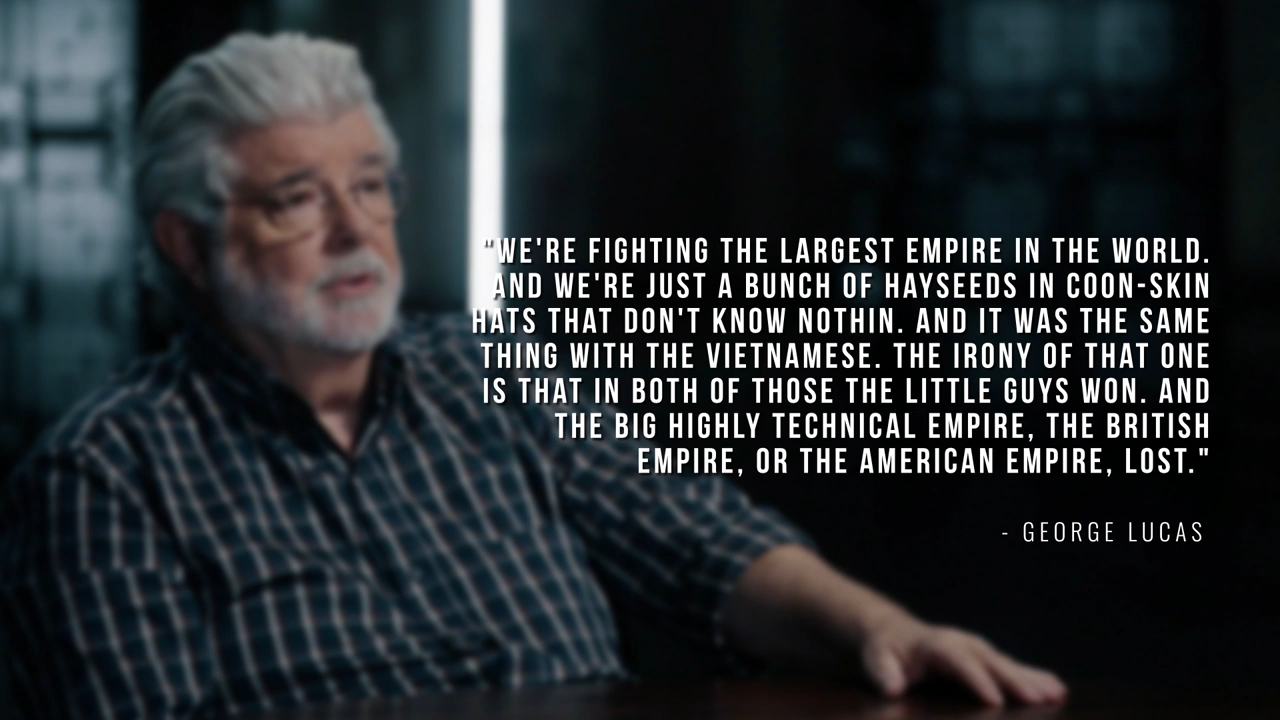 "WE'RE FIGHTING THE LARGEST EMPIRE IN THE WORLD.
AND WE'RE JUST A BUNCH OF HAYSEEDS IN COON-SKIN
HATS THAT DON'T KNOW NOTHIN. AND IT WAS THE SAME
THING WITH THE VIETNAMESE. THE IRONY OF THAT ONE
IS THAT IN BOTH OF THOSE THE LITTLE GUYS WON. AND
THE BIG HIGHLY TECHNICAL EMPIRE, THE BRITISH
EMPIRE, OR THE AMERICAN EMPIRE, LOST."
- GEORGE LUCAS